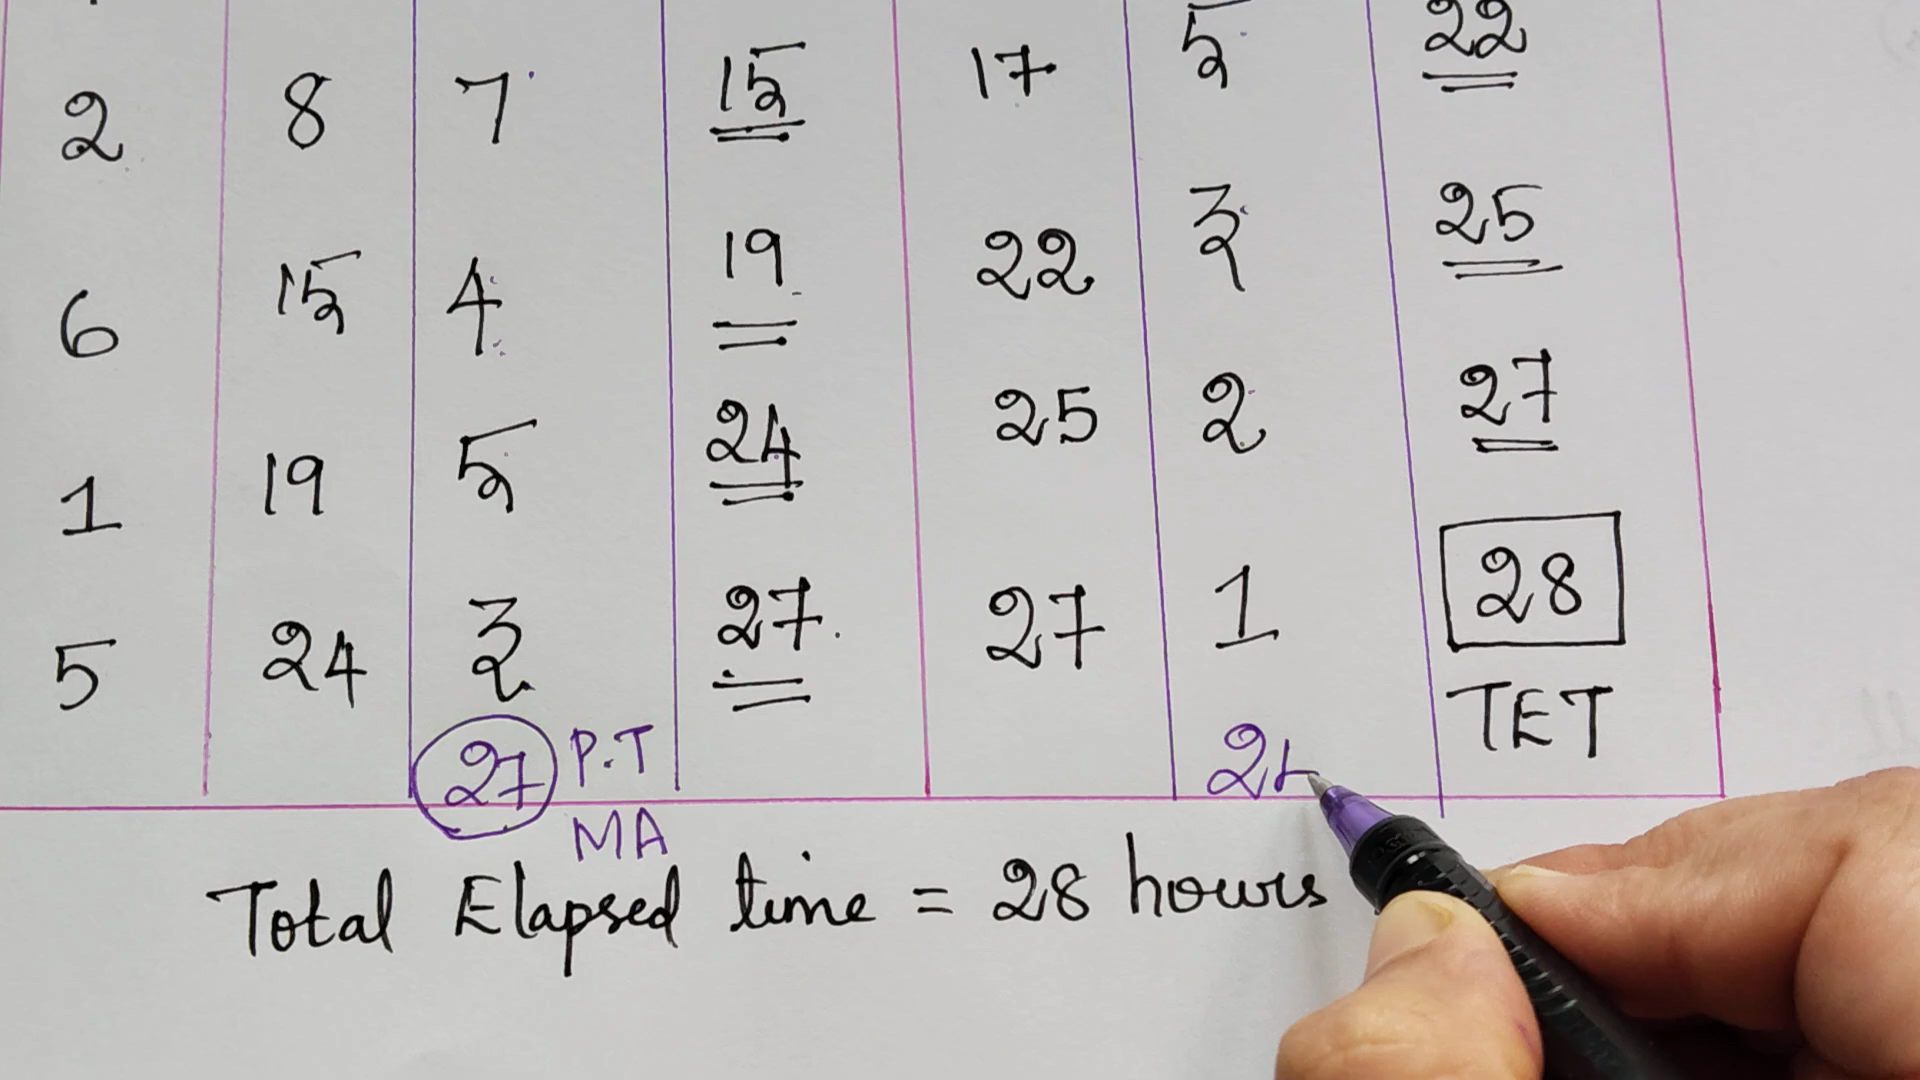 2 8 7 15 17 5 22
6 15 4 19 22 3 25
1 19 5 24 25 2 27
5 24 3 27 27 1 28
27 P.T TET
MA
Total Elapsed time = 28 hours